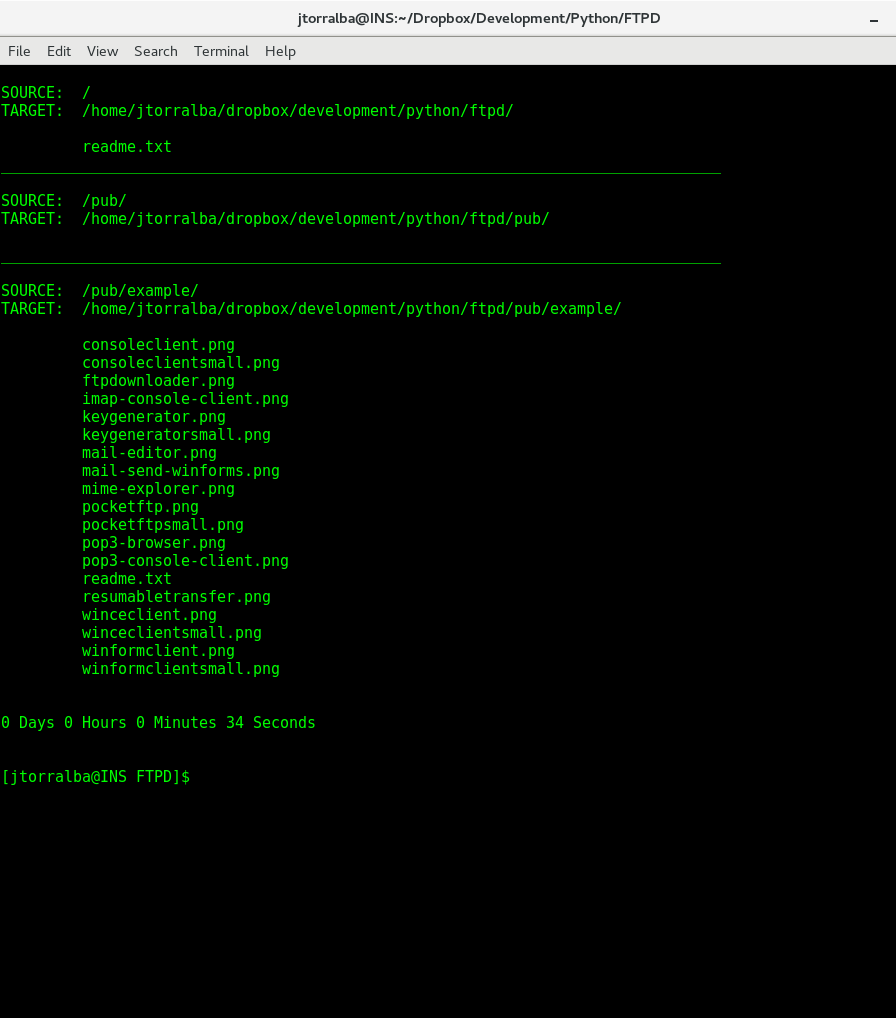 jtorralba@INS:~/Dropbox/Development/Python/FTPD
File Edit View Search Terminal Help
SOURCE: /
TARGET: /home/jtorralba/dropbox/development/python/ftpd/
readme.txt
SOURCE: /pub/
TARGET: /home/jtorralba/dropbox/development/python/ftpd/pub/
SOURCE: /pub/example/
TARGET: /home/jtorralba/dropbox/development/python/ftpd/pub/example/
consoleclient.png
consoleclientsmall.png
ftpdownloader.png
imap-console-client.png
keygenerator.png
keygeneratorsmall.png
mail-editor.png
mail-send-winforms.png
mime-explorer.png
pocketftp.png
pocketftpsmall.png
pop3-browser.png
pop3-console-client.png
readme.txt
resumabletransfer.png
winceclient.png
winceclientsmall.png
winformclient.png
winformclientsmall.png
0 Days 0 Hours 0 Minutes 34 Seconds
[jtorralba@INS FTPD]$